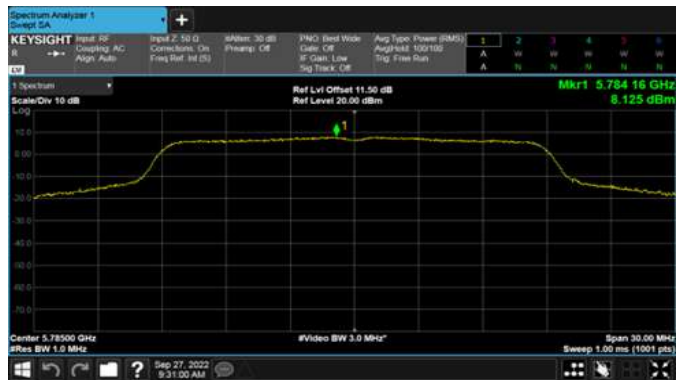 Spectrum Analyzer 1
Swept SA
+
KEYSIGHT Input: RF Input Z: 50 Ω #Atten: 30 dB PNO: Best Wide Avg Type: Power (RMS) 1 2 3 4 5 6
R Coupling: AC Corrections: On Preamp: Off Gate: Off Avg|Hold: 100/100 A W W W W W
Align: Auto Freq Ref: Int (S) IF Gain: Low Trig: Free Run A N N N N N
Sig Track: Off
1 Spectrum Ref Lvl Offset 11.50 dB Mkr1 5.784 16 GHz
Scale/Div 10 dB Ref Level 20.00 dBm 8.125 dBm
Log
1
10.0
0.00
-20.0
-30.0
-40.0
-50.0
-60.0
-70.0
Center 5.78500 GHz #Video BW 3.0 MHz* Span 30.00 MHz
#Res BW 1.0 MHz Sweep 1.00 ms (1001 pts)
? Sep 27, 2022
9:31:00 AM